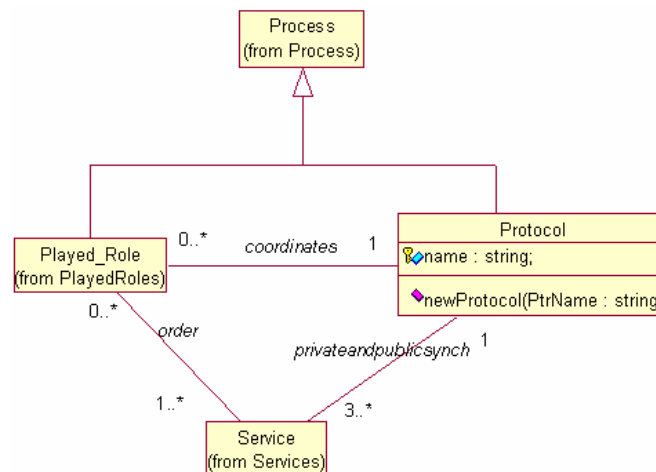 Process
(from Process)
Protocol
name : string;
newProtocol(PtrName : string
Played_Role
(from PlayedRoles)
0..*
coordinates
1
0..*
order
1..*
privateandpublicsynch
1
3..*
Service
(from Services)